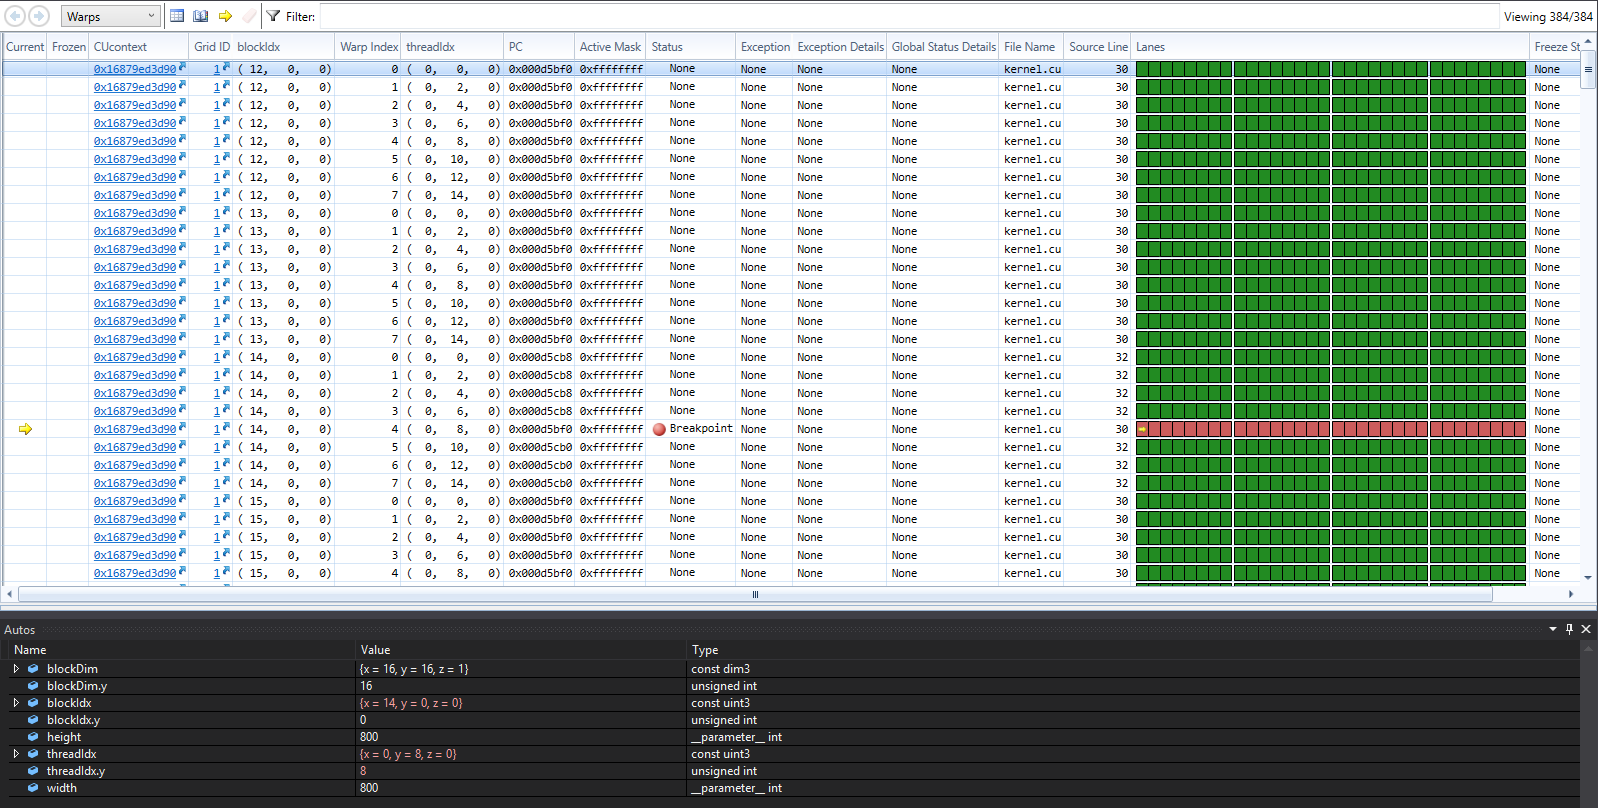 Warps Filter: Viewing 384/384
Current Frozen CUcontext Grid ID blockIdx Warp Index threadIdx PC Active Mask Status Exception Exception Details Global Status Details File Name Source Line Lanes Freeze St
0x16879ed3d90 1 ( 12, 0, 0) 0 ( 0, 0, 0) 0x000d5bf0 0xffffffff None None None None kernel.cu 30 None
0x16879ed3d90 1 ( 12, 0, 0) 1 ( 0, 2, 0) 0x000d5bf0 0xffffffff None None None None kernel.cu 30 None
0x16879ed3d90 1 ( 12, 0, 0) 2 ( 0, 4, 0) 0x000d5bf0 0xffffffff None None None None kernel.cu 30 None
0x16879ed3d90 1 ( 12, 0, 0) 3 ( 0, 6, 0) 0x000d5bf0 0xffffffff None None None None kernel.cu 30 None
0x16879ed3d90 1 ( 12, 0, 0) 4 ( 0, 8, 0) 0x000d5bf0 0xffffffff None None None None kernel.cu 30 None
0x16879ed3d90 1 ( 12, 0, 0) 5 ( 0, 10, 0) 0x000d5bf0 0xffffffff None None None None kernel.cu 30 None
0x16879ed3d90 1 ( 12, 0, 0) 6 ( 0, 12, 0) 0x000d5bf0 0xffffffff None None None None kernel.cu 30 None
0x16879ed3d90 1 ( 12, 0, 0) 7 ( 0, 14, 0) 0x000d5bf0 0xffffffff None None None None kernel.cu 30 None
0x16879ed3d90 1 ( 13, 0, 0) 0 ( 0, 0, 0) 0x000d5bf0 0xffffffff None None None None kernel.cu 30 None
0x16879ed3d90 1 ( 13, 0, 0) 1 ( 0, 2, 0) 0x000d5bf0 0xffffffff None None None None kernel.cu 30 None
0x16879ed3d90 1 ( 13, 0, 0) 2 ( 0, 4, 0) 0x000d5bf0 0xffffffff None None None None kernel.cu 30 None
0x16879ed3d90 1 ( 13, 0, 0) 3 ( 0, 6, 0) 0x000d5bf0 0xffffffff None None None None kernel.cu 30 None
0x16879ed3d90 1 ( 13, 0, 0) 4 ( 0, 8, 0) 0x000d5bf0 0xffffffff None None None None kernel.cu 30 None
0x16879ed3d90 1 ( 13, 0, 0) 5 ( 0, 10, 0) 0x000d5bf0 0xffffffff None None None None kernel.cu 30 None
0x16879ed3d90 1 ( 13, 0, 0) 6 ( 0, 12, 0) 0x000d5bf0 0xffffffff None None None None kernel.cu 30 None
0x16879ed3d90 1 ( 13, 0, 0) 7 ( 0, 14, 0) 0x000d5bf0 0xffffffff None None None None kernel.cu 30 None
0x16879ed3d90 1 ( 14, 0, 0) 0 ( 0, 0, 0) 0x000d5cb8 0xffffffff None None None None kernel.cu 32 None
0x16879ed3d90 1 ( 14, 0, 0) 1 ( 0, 2, 0) 0x000d5cb8 0xffffffff None None None None kernel.cu 32 None
0x16879ed3d90 1 ( 14, 0, 0) 2 ( 0, 4, 0) 0x000d5cb8 0xffffffff None None None None kernel.cu 32 None
0x16879ed3d90 1 ( 14, 0, 0) 3 ( 0, 6, 0) 0x000d5cb8 0xffffffff None None None None kernel.cu 32 None
0x16879ed3d90 1 ( 14, 0, 0) 4 ( 0, 8, 0) 0x000d5bf0 0xffffffff Breakpoint None None None kernel.cu 30 None
0x16879ed3d90 1 ( 14, 0, 0) 5 ( 0, 10, 0) 0x000d5cb0 0xffffffff None None None None kernel.cu 32 None
0x16879ed3d90 1 ( 14, 0, 0) 6 ( 0, 12, 0) 0x000d5cb0 0xffffffff None None None None kernel.cu 32 None
0x16879ed3d90 1 ( 14, 0, 0) 7 ( 0, 14, 0) 0x000d5cb0 0xffffffff None None None None kernel.cu 32 None
0x16879ed3d90 1 ( 15, 0, 0) 0 ( 0, 0, 0) 0x000d5bf0 0xffffffff None None None None kernel.cu 30 None
0x16879ed3d90 1 ( 15, 0, 0) 1 ( 0, 2, 0) 0x000d5bf0 0xffffffff None None None None kernel.cu 30 None
0x16879ed3d90 1 ( 15, 0, 0) 2 ( 0, 4, 0) 0x000d5bf0 0xffffffff None None None None kernel.cu 30 None
0x16879ed3d90 1 ( 15, 0, 0) 3 ( 0, 6, 0) 0x000d5bf0 0xffffffff None None None None kernel.cu 30 None
0x16879ed3d90 1 ( 15, 0, 0) 4 ( 0, 8, 0) 0x000d5bf0 0xffffffff None None None None kernel.cu 30 None
Autos
Name Value Type
blockDim {x = 16, y = 16, z = 1} const dim3
blockDim.y 16 unsigned int
blockIdx {x = 14, y = 0, z = 0} const uint3
blockIdx.y 0 unsigned int
height 800 __parameter__ int
threadIdx {x = 0, y = 8, z = 0} const uint3
threadIdx.y 8 unsigned int
width 800 __parameter__ int